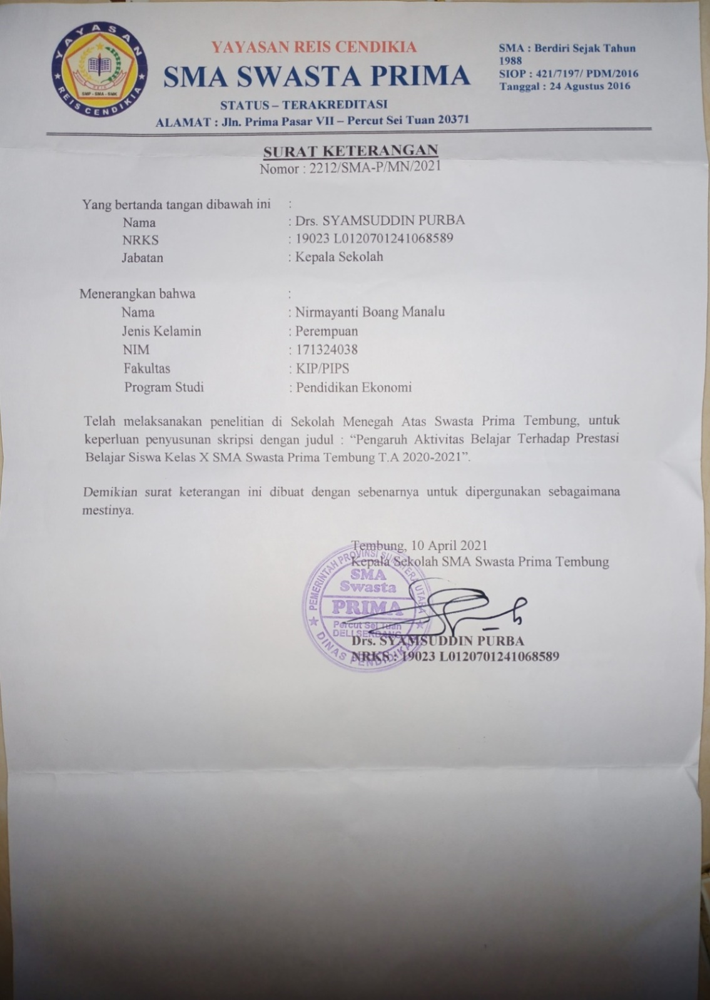 YAYASAN
REIS CENDIKIA
SMP - SMA - SMK
REIS
YAYASAN REIS CENDIKIA
SMA SWASTA PRIMA
STATUS – TERAKREDITASI
ALAMAT : Jln. Prima Pasar VII – Percut Sei Tuan 20371
SMA : Berdiri Sejak Tahun
1988
SIOP : 421/7197/ PDM/2016
Tanggal : 24 Agustus 2016
SURAT KETERANGAN
Nomor : 2212/SMA-P/MN/2021
Yang bertanda tangan dibawah ini :
Nama : Drs. SYAMSUDDIN PURBA
NRKS : 19023 L0120701241068589
Jabatan : Kepala Sekolah
Menerangkan bahwa :
Nama : Nirmayanti Boang Manalu
Jenis Kelamin : Perempuan
NIM : 171324038
Fakultas : KIP/PIPS
Program Studi : Pendidikan Ekonomi
Telah melaksanakan penelitian di Sekolah Menegah Atas Swasta Prima Tembung, untuk
keperluan penyusunan skripsi dengan judul : “Pengaruh Aktivitas Belajar Terhadap Prestasi
Belajar Siswa Kelas X SMA Swasta Prima Tembung T.A 2020-2021”.
Demikian surat keterangan ini dibuat dengan sebenarnya untuk dipergunakan sebagaimana
mestinya.
Tembung, 10 April 2021
Kepala Sekolah SMA Swasta Prima Tembung
PEMERINTAH PROVINSI SUMATERA UTARA
SMA
Swasta
PRIMA
Percut Sei Tuan
DELI SERDANG
DINAS PENDIDIKAN
Drs. SYAMSUDDIN PURBA
NRKS : 19023 L0120701241068589